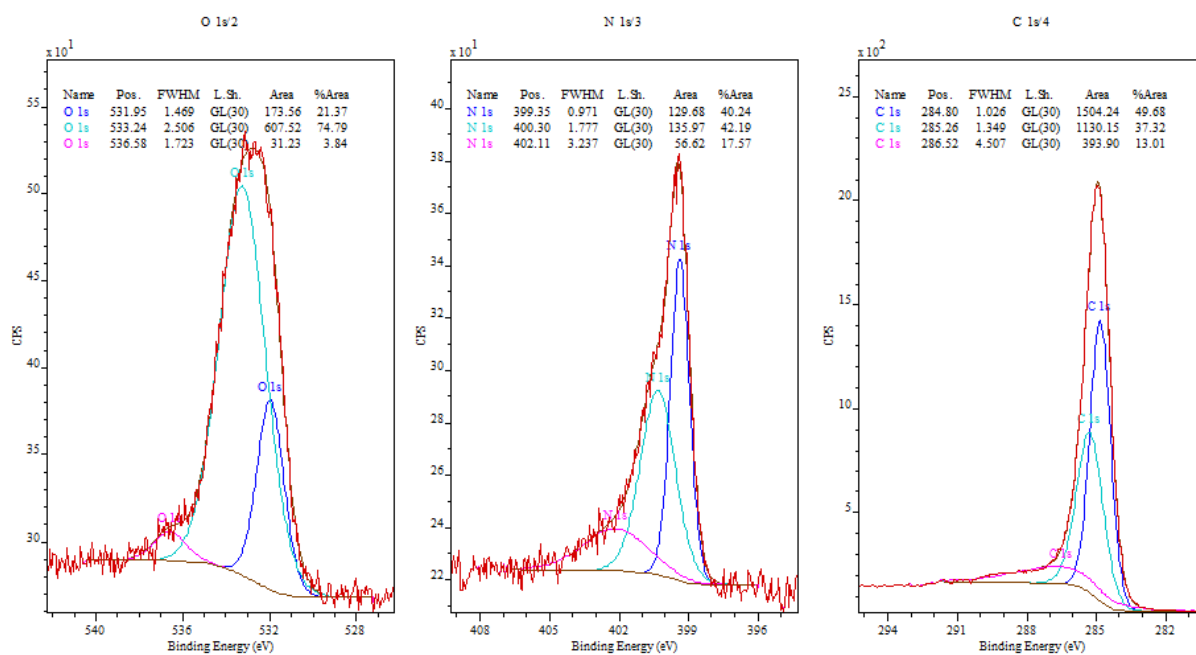 O 1s/2
x 10^1
Name Pos. FWHM L.Sh. Area %Area
O 1s 531.95 1.469 GL(30) 173.56 21.37
O 1s 533.24 2.506 GL(30) 607.52 74.79
O 1s 536.58 1.723 GL(30) 31.23 3.84
O 1s
O 1s
O 1s
55
50
45
40
35
30
CPS
540 536 532 528
Binding Energy (eV)
N 1s/3
x 10^1
Name Pos. FWHM L.Sh. Area %Area
N 1s 399.35 0.971 GL(30) 129.68 40.24
N 1s 400.30 1.777 GL(30) 135.97 42.19
N 1s 402.11 3.237 GL(30) 56.62 17.57
N 1s
N 1s
N 1s
40
38
36
34
32
30
28
26
24
22
CPS
408 405 402 399 396
Binding Energy (eV)
C 1s/4
x 10^2
Name Pos. FWHM L.Sh. Area %Area
C 1s 284.80 1.026 GL(30) 1504.24 49.68
C 1s 285.26 1.349 GL(30) 1130.15 37.32
C 1s 286.52 4.507 GL(30) 393.90 13.01
C 1s
C 1s
C 1s
25
20
15
10
5
CPS
294 291 288 285 282
Binding Energy (eV)